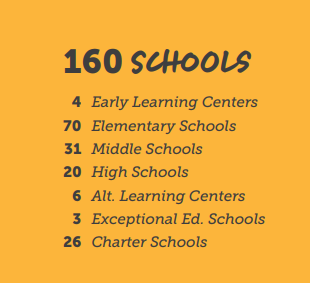 160 SCHOOLS
4 Early Learning Centers
70 Elementary Schools
31 Middle Schools
20 High Schools
6 Alt. Learning Centers
3 Exceptional Ed. Schools
26 Charter Schools